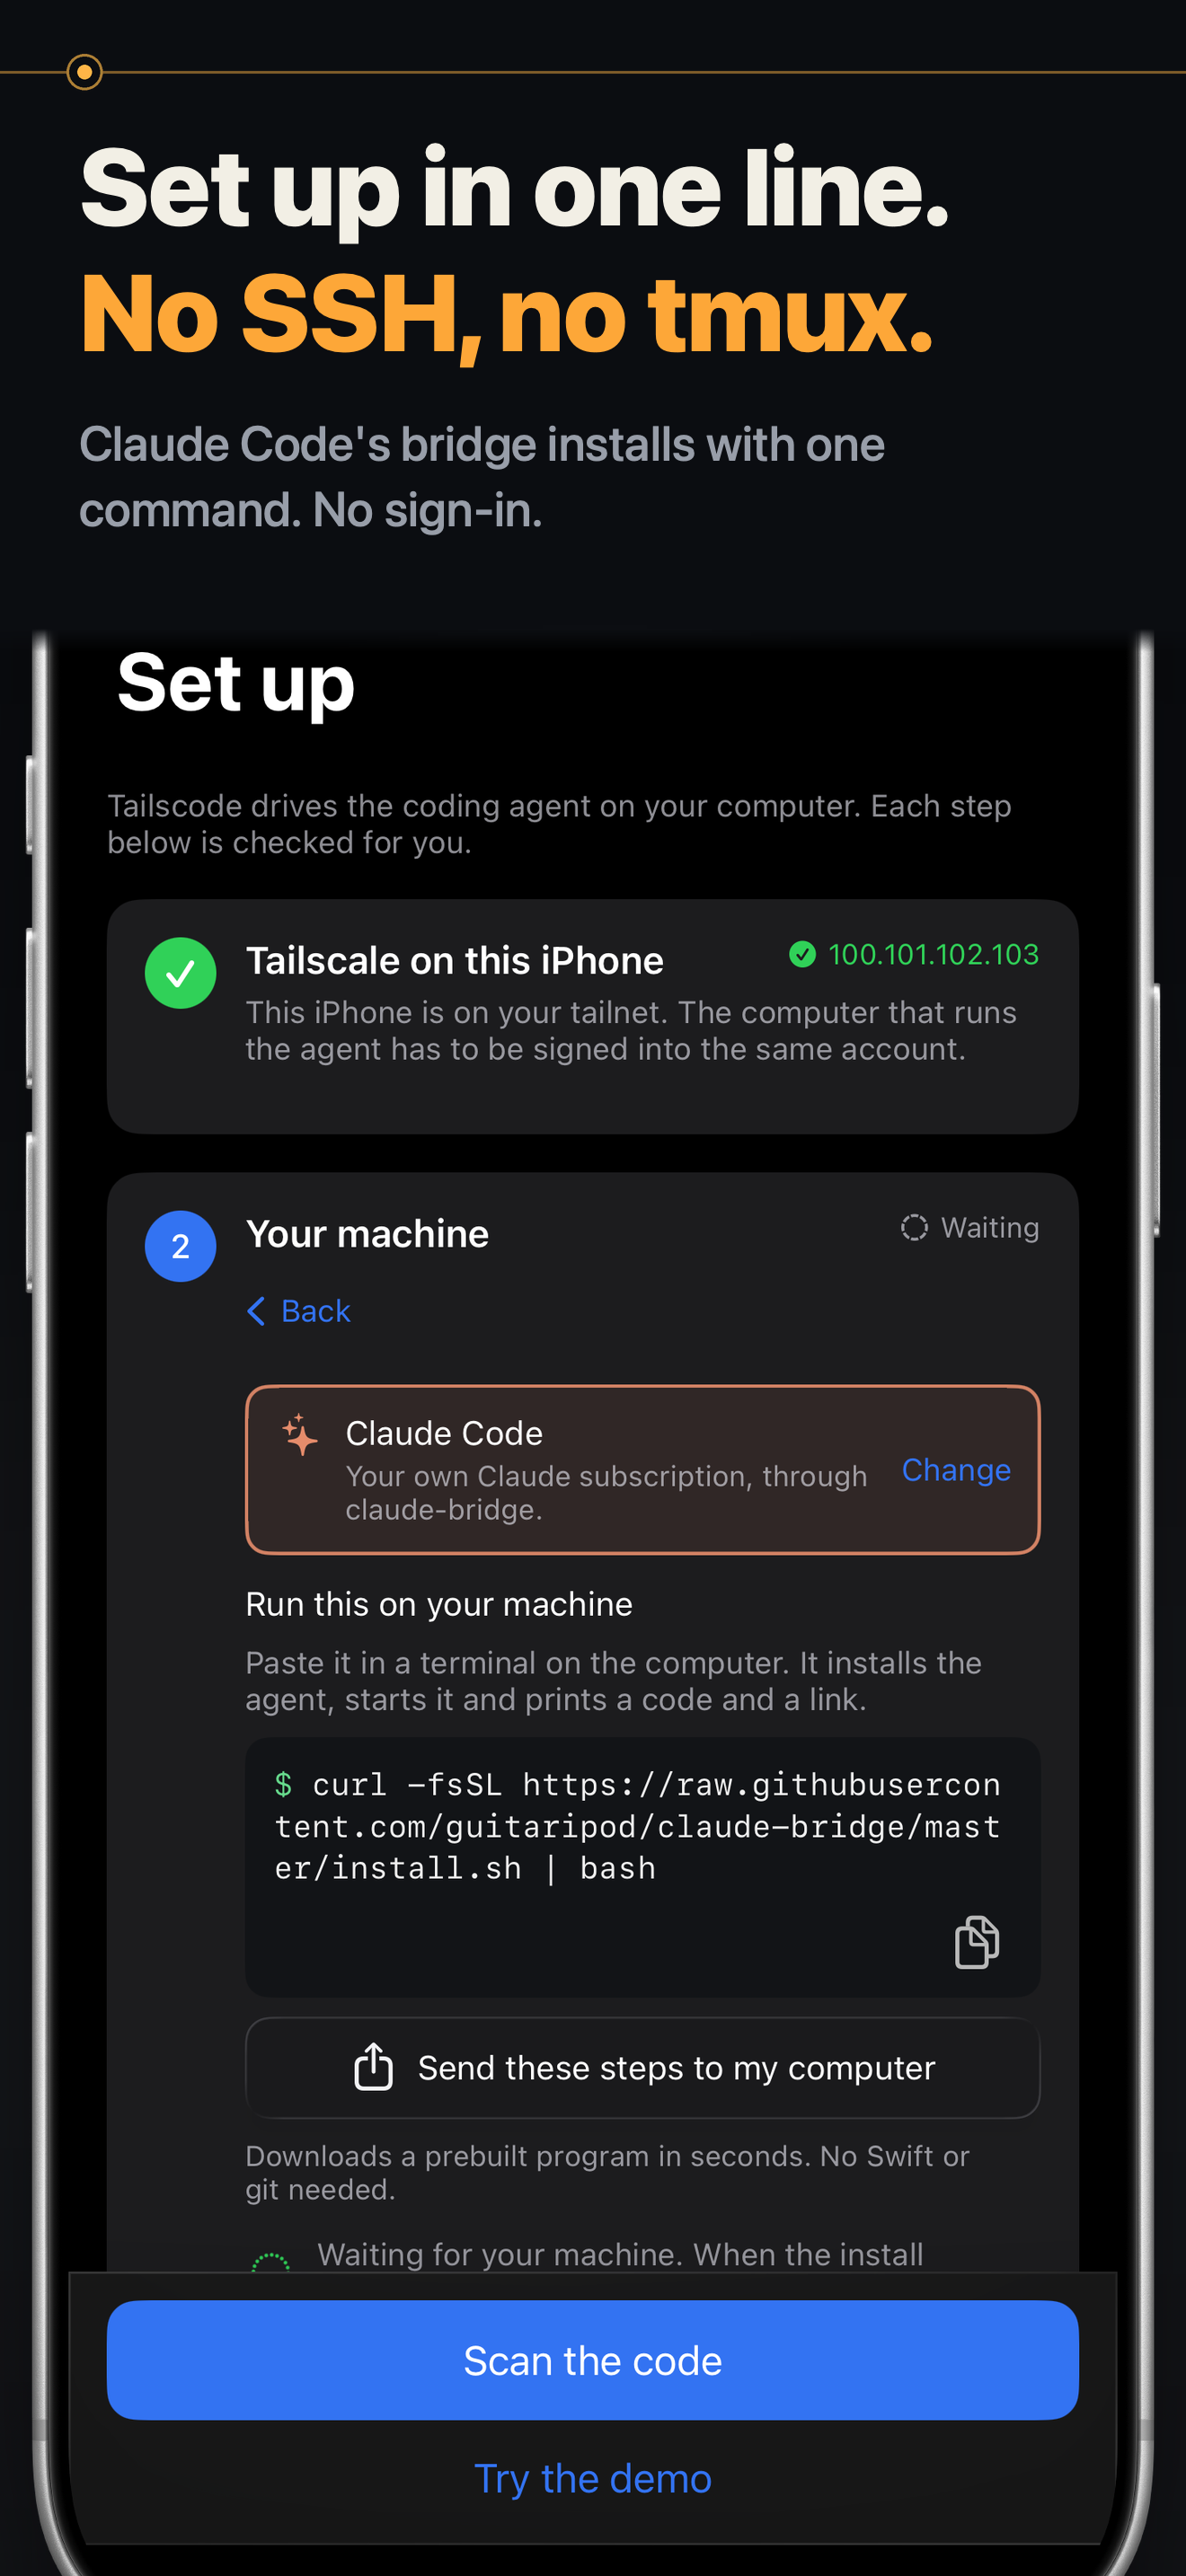 Set up in one line.
No SSH, no tmux.
Claude Code's bridge installs with one
command. No sign-in.
Set up
Tailscode drives the coding agent on your computer. Each step
below is checked for you.
Tailscale on this iPhone
100.101.102.103
This iPhone is on your tailnet. The computer that runs
the agent has to be signed into the same account.
2
Your machine
Waiting
Back
Claude Code
Your own Claude subscription, through
claude-bridge.
Change
Run this on your machine
Paste it in a terminal on the computer. It installs the
agent, starts it and prints a code and a link.
$ curl -fsSL https://raw.githubusercon
tent.com/guitaripod/claude-bridge/mast
er/install.sh | bash
Send these steps to my computer
Downloads a prebuilt program in seconds. No Swift or
git needed.
Waiting for your machine. When the install
Scan the code
Try the demo